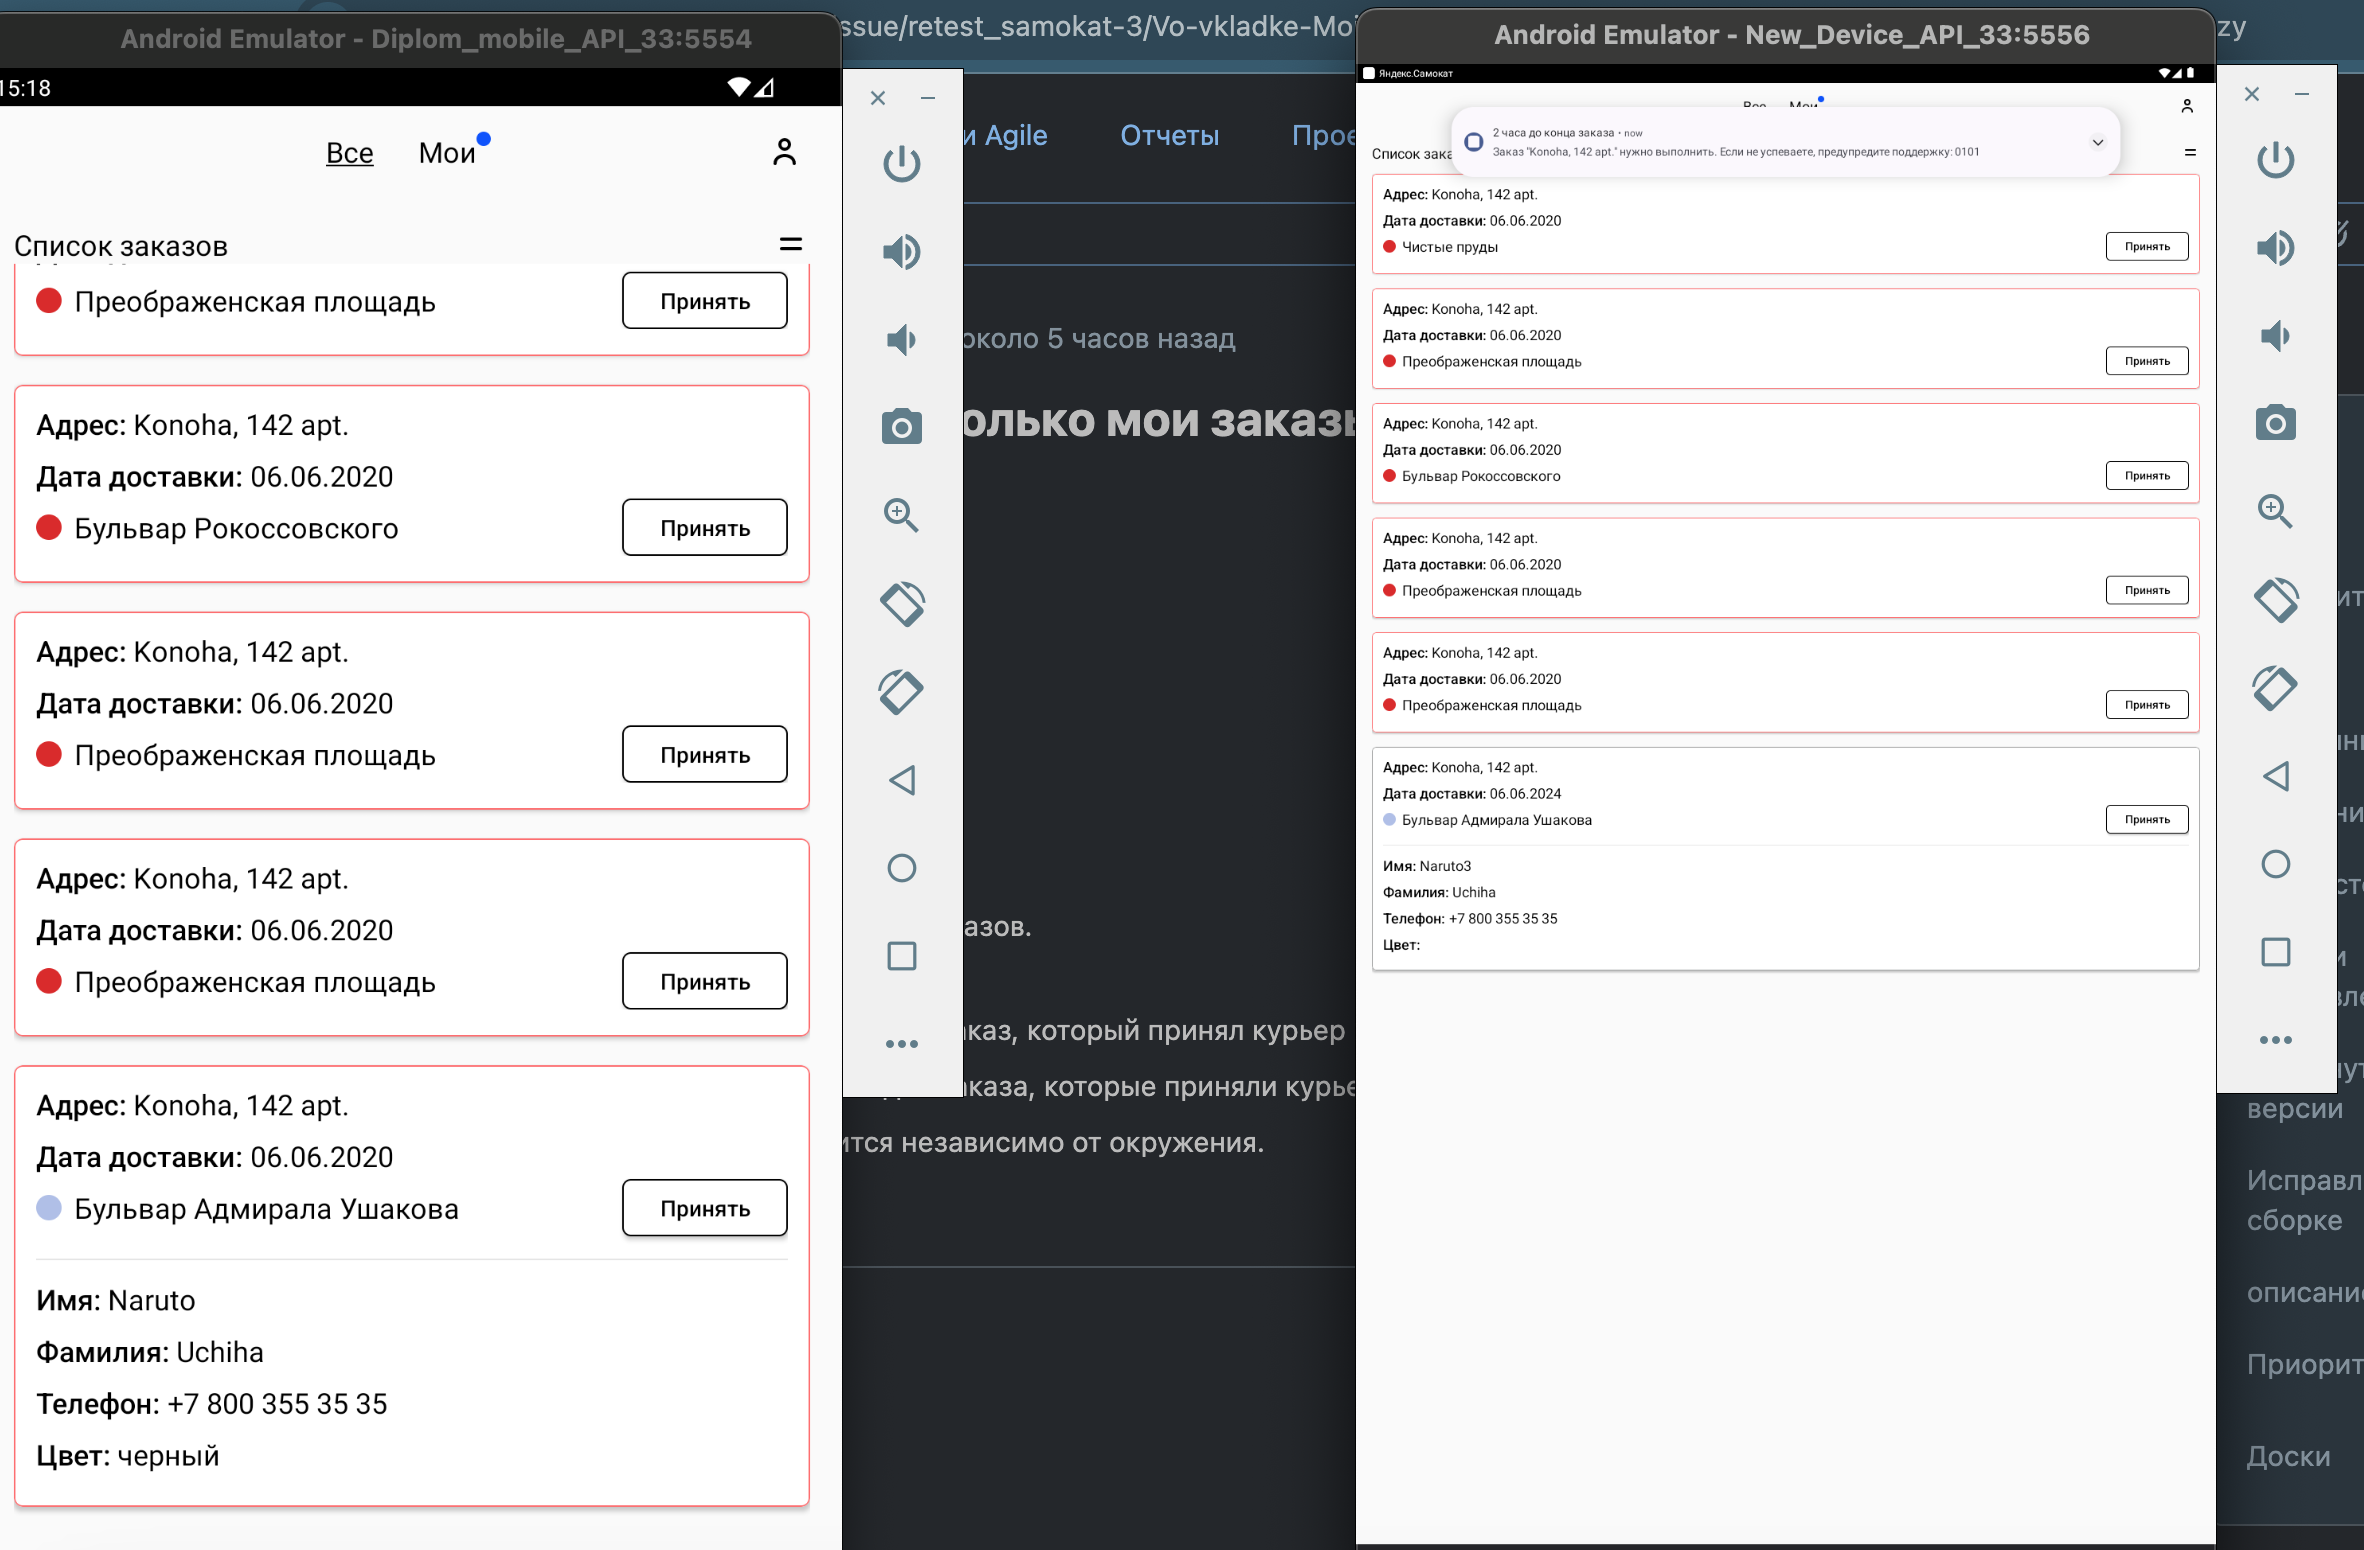 Android Emulator - Diplom_mobile_API_33:5554
15:18
Все Мои
Список заказов
Преображенская площадь
Принять
Адрес: Konoha, 142 apt.
Дата доставки: 06.06.2020
Бульвар Рокоссовского
Принять
Адрес: Konoha, 142 apt.
Дата доставки: 06.06.2020
Преображенская площадь
Принять
Адрес: Konoha, 142 apt.
Дата доставки: 06.06.2020
Преображенская площадь
Принять
Адрес: Konoha, 142 apt.
Дата доставки: 06.06.2020
Бульвар Адмирала Ушакова
Принять
Имя: Naruto
Фамилия: Uchiha
Телефон: +7 800 355 35 35
Цвет: черный
ssue/retest_samokat-3/Vo-vkladke-Mo
и Agile Отчеты Прое
около 5 часов назад
олько мои заказ
азов.
каз, который принял курьер
каза, которые приняли курье
ится независимо от окружения.
Android Emulator - New_Device_API_33:5556
Яндекс.Самокат
Все Мои
2 часа до конца заказа • now
Заказ "Konoha, 142 apt." нужно выполнить. Если не успеваете, предупредите поддержку: 0101
Список зака
Адрес: Konoha, 142 apt.
Дата доставки: 06.06.2020
Чистые пруды
Принять
Адрес: Konoha, 142 apt.
Дата доставки: 06.06.2020
Преображенская площадь
Принять
Адрес: Konoha, 142 apt.
Дата доставки: 06.06.2020
Бульвар Рокоссовского
Принять
Адрес: Konoha, 142 apt.
Дата доставки: 06.06.2020
Преображенская площадь
Принять
Адрес: Konoha, 142 apt.
Дата доставки: 06.06.2020
Преображенская площадь
Принять
Адрес: Konoha, 142 apt.
Дата доставки: 06.06.2024
Бульвар Адмирала Ушакова
Принять
Имя: Naruto3
Фамилия: Uchiha
Телефон: +7 800 355 35 35
Цвет:
zy
версии
Исправл
сборке
описани
Приорит
Доски